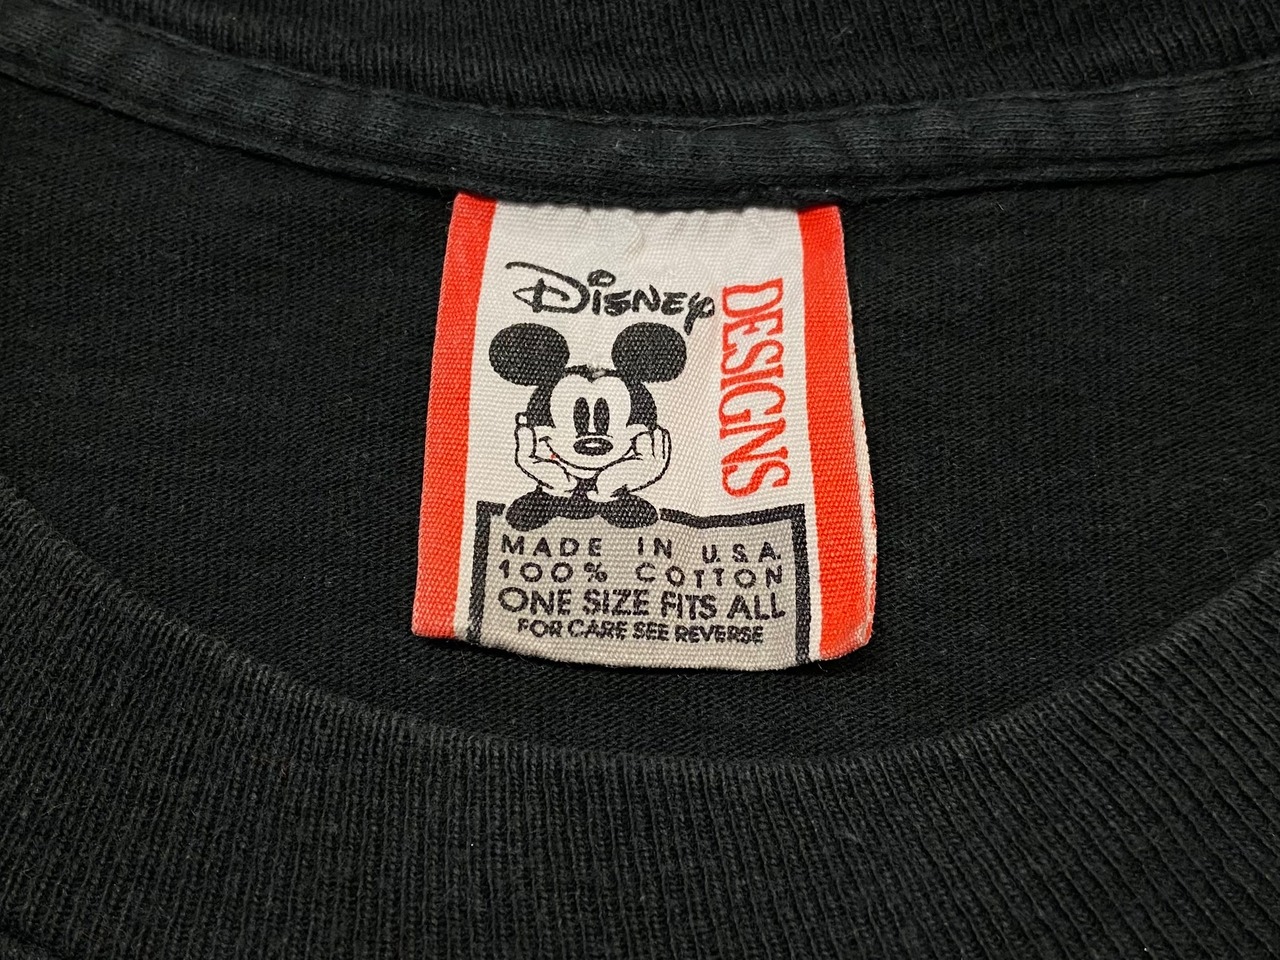 Disney
DESIGNS
MADE IN U.S.A.
100% COTTON
ONE SIZE FITS ALL
FOR CARE SEE REVERSE